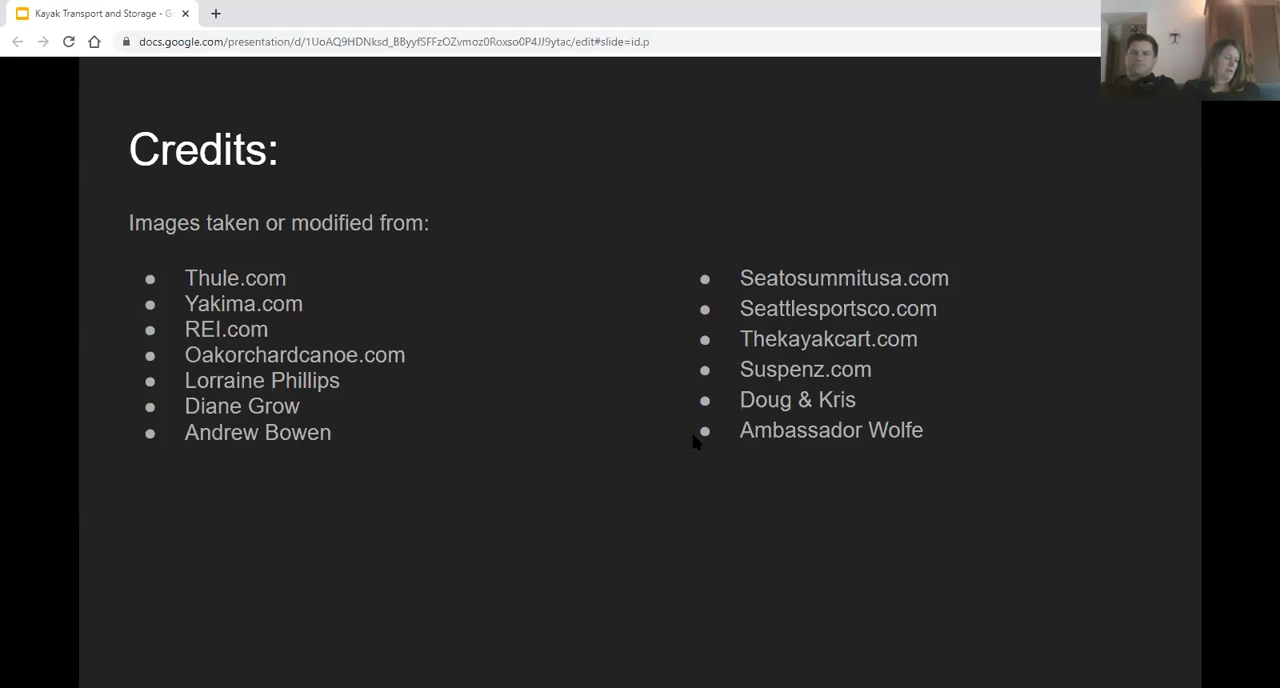 Kayak Transport and Storage - G
docs.google.com/presentation/d/1UoAQ9HDNksd_BByyfSFFzOZvmoz0Roxso0P4JJ9ytac/edit#slide=id.p
Credits:
Images taken or modified from:
● Thule.com
● Yakima.com
● REI.com
● Oakorchardcanoe.com
● Lorraine Phillips
● Diane Grow
● Andrew Bowen
● Seatosummitusa.com
● Seattlesportsco.com
● Thekayakcart.com
● Suspenz.com
● Doug & Kris
● Ambassador Wolfe